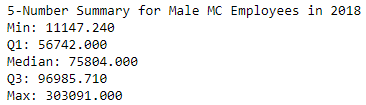 5-Number Summary for Male MC Employees in 2018
Min: 11147.240
Q1: 56742.000
Median: 75804.000
Q3: 96985.710
Max: 303091.000